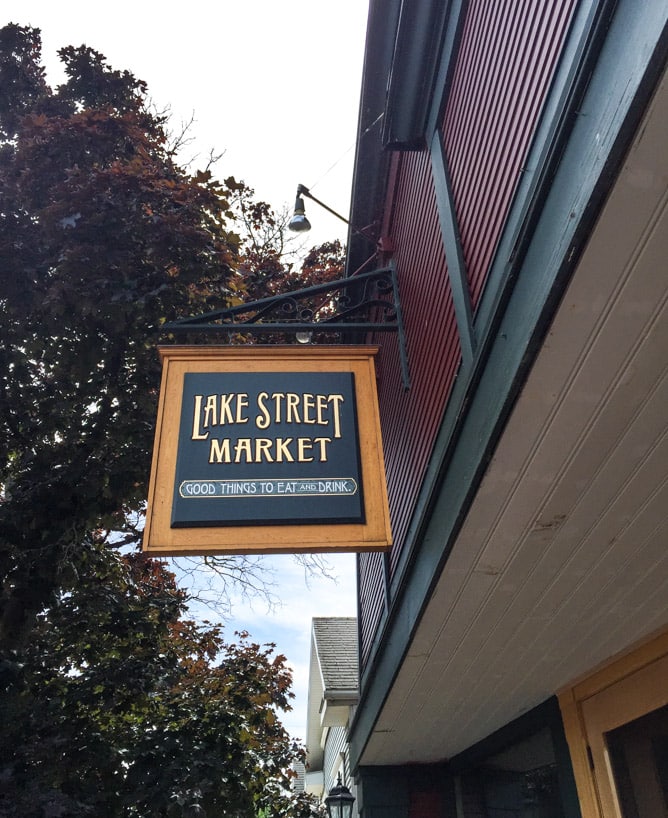 LAKE STREET
MARKET
GOOD THINGS TO EAT AND DRINK.